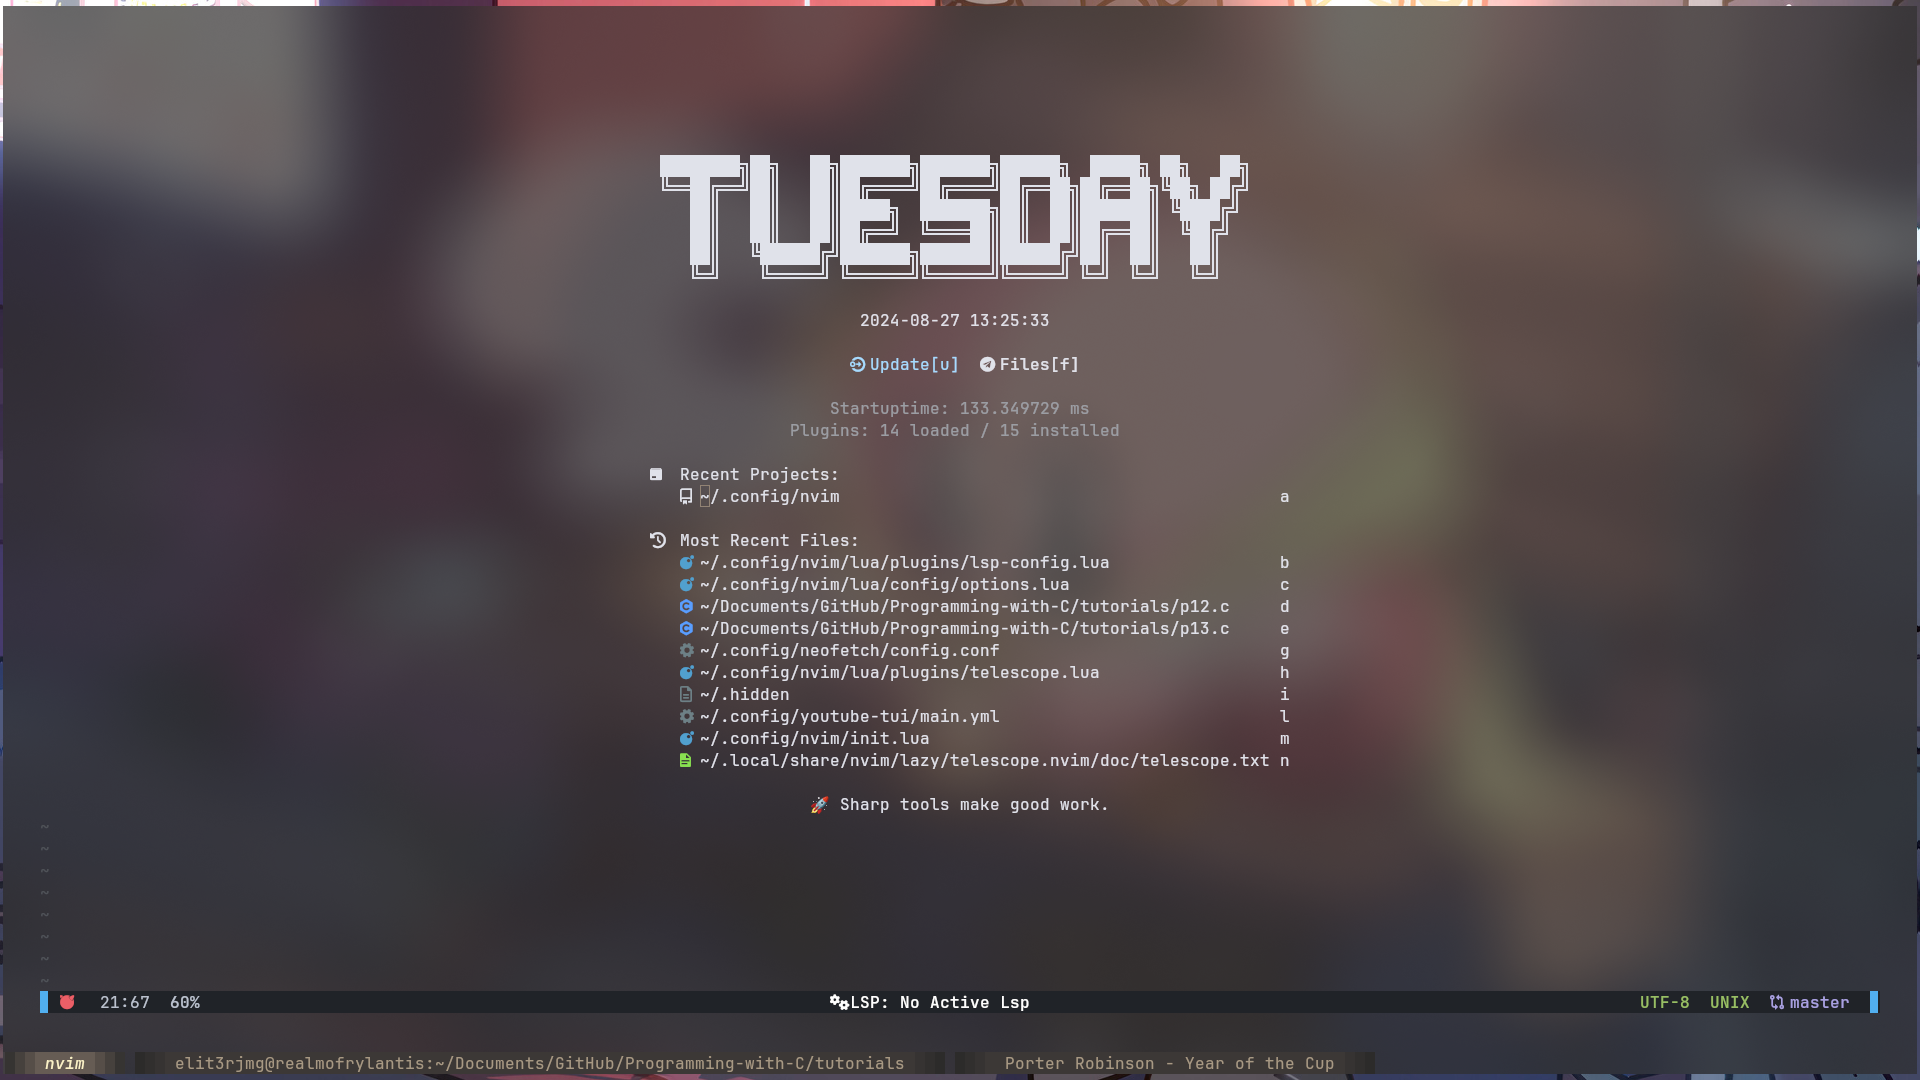 TUESDAY
2024-08-27 13:25:33
Update[u] Files[f]
Startuptime: 133.349729 ms
Plugins: 14 loaded / 15 installed
Recent Projects:
~/.config/nvim a
Most Recent Files:
~/.config/nvim/lua/plugins/lsp-config.lua b
~/.config/nvim/lua/config/options.lua c
~/Documents/GitHub/Programming-with-C/tutorials/p12.c d
~/Documents/GitHub/Programming-with-C/tutorials/p13.c e
~/.config/neofetch/config.conf g
~/.config/nvim/lua/plugins/telescope.lua h
~/.hidden i
~/.config/youtube-tui/main.yml l
~/.config/nvim/init.lua m
~/.local/share/nvim/lazy/telescope.nvim/doc/telescope.txt n
🚀 Sharp tools make good work.
~
~
~
~
~
~
~
~
21:67 60% LSP: No Active Lsp UTF-8 UNIX master
nvim elit3rjmg@realmofrylantis:~/Documents/GitHub/Programming-with-C/tutorials Porter Robinson - Year of the Cup